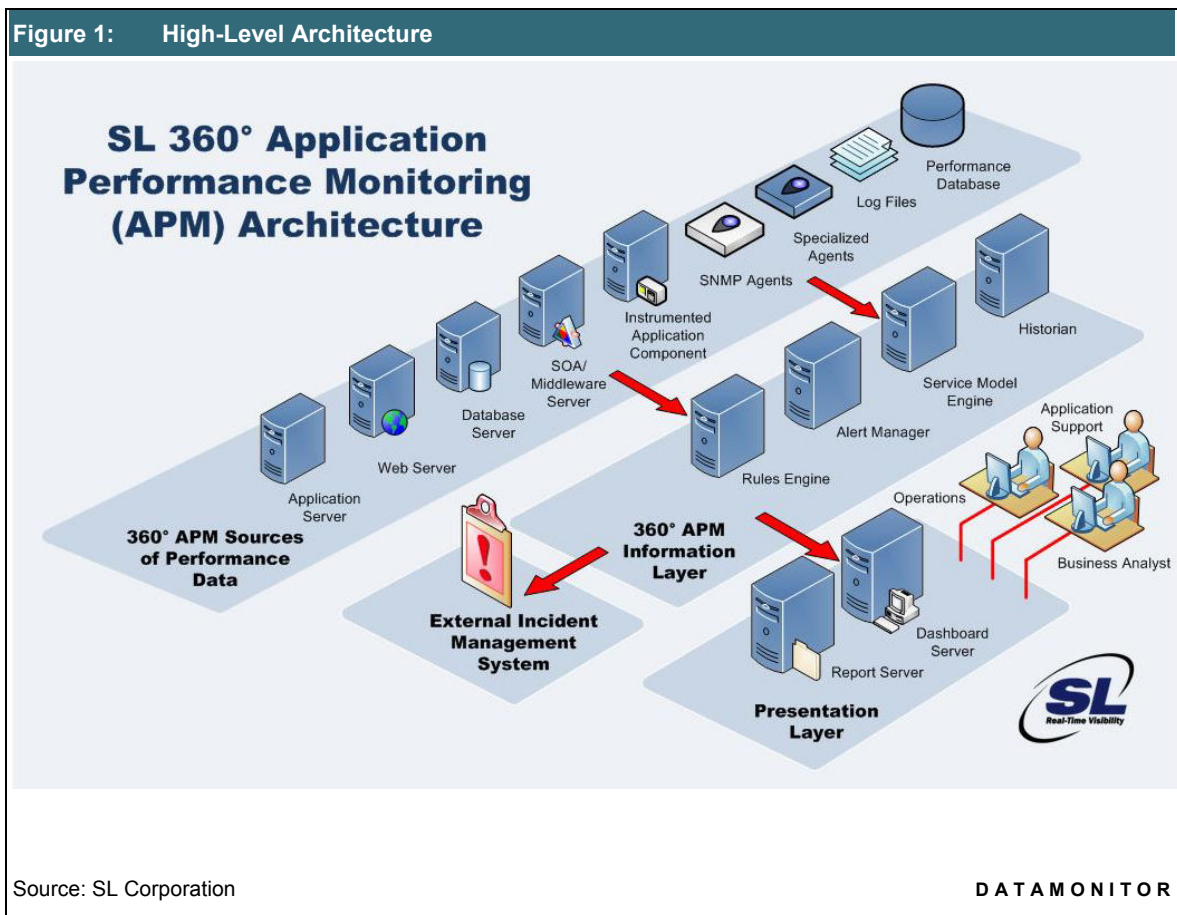 Figure 1: High-Level Architecture
SL 360° Application
Performance Monitoring
(APM) Architecture
Performance
Database
Log Files
Specialized
Agents
SNMP Agents
Instrumented
Application
Component
SOA/
Middleware
Server
Database
Server
Web Server
Application
Server
360° APM Sources
of Performance
Data
Historian
Service Model
Engine
Alert Manager
Rules Engine
360° APM
Information
Layer
External Incident
Management
System
Application
Support
Operations
Business Analyst
Dashboard
Server
Report Server
Presentation
Layer
SL
Real-Time Visibility
Source: SL Corporation
DATAMONITOR